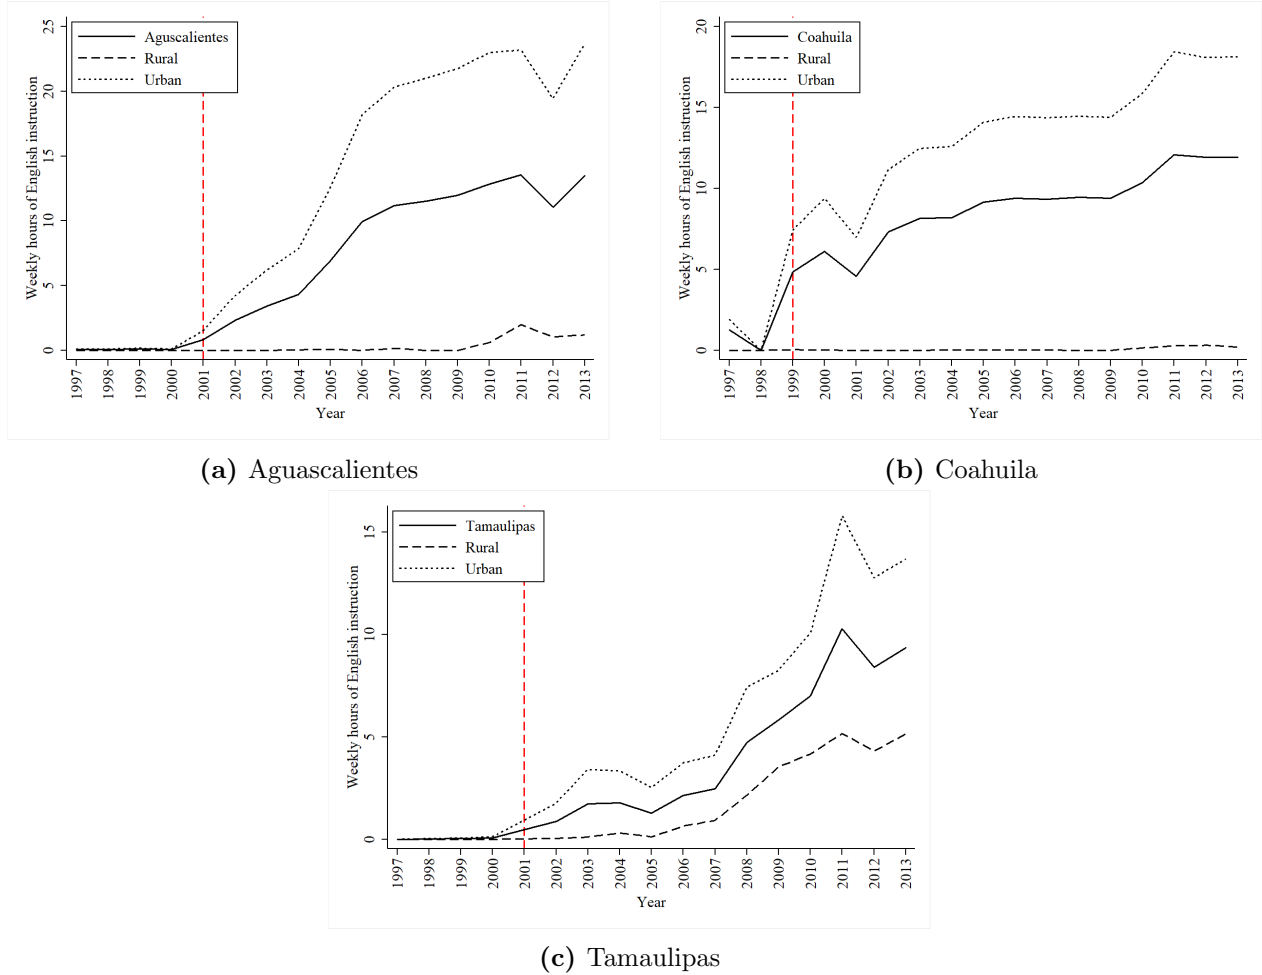 Aguscalientes
Rural
Urban
Weekly hours of English instruction
0 5 10 15 20 25
1997 1998 1999 2000 2001 2002 2003 2004 2005 2006 2007 2008 2009 2010 2011 2012 2013
Year
(a) Aguascalientes
Coahuila
Rural
Urban
Weekly hours of English instruction
0 5 10 15 20
1997 1998 1999 2000 2001 2002 2003 2004 2005 2006 2007 2008 2009 2010 2011 2012 2013
Year
(b) Coahuila
Tamaulipas
Rural
Urban
Weekly hours of English instruction
0 5 10 15
1997 1998 1999 2000 2001 2002 2003 2004 2005 2006 2007 2008 2009 2010 2011 2012 2013
Year
(c) Tamaulipas